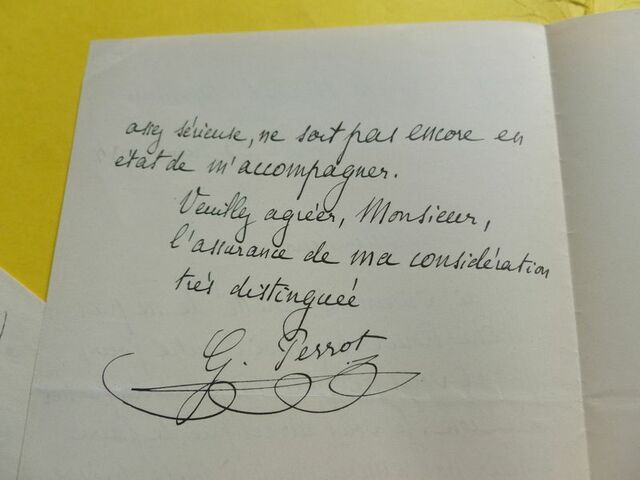 assez sérieuse, ne soit pas encore en
état de m'accompagner.
Veuillez agréer, Monsieur,
l'assurance de ma considération
très distinguée
G. Perrot